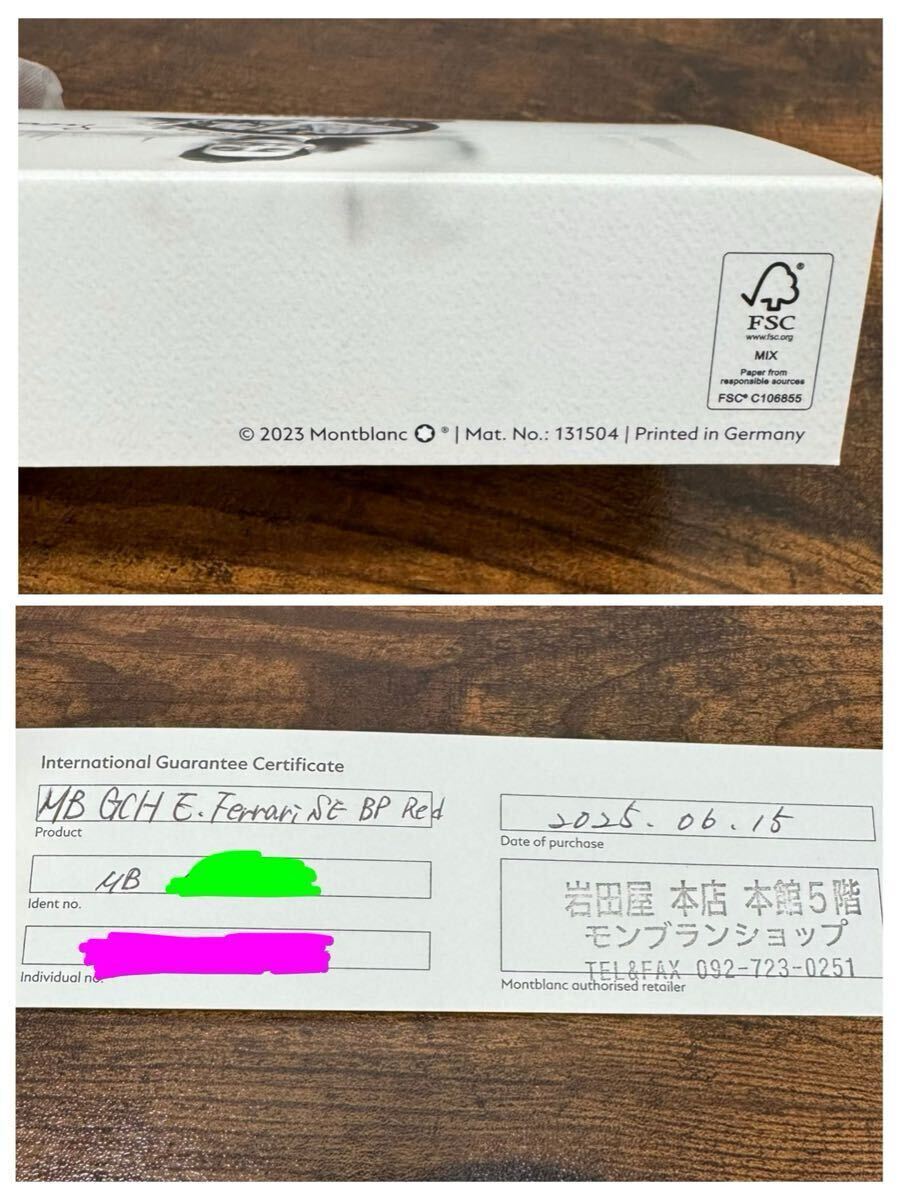 FSC
www.fsc.org
MIX
Paper from
responsible sources
FSC® C106855
© 2023 Montblanc ® | Mat. No.: 131504 | Printed in Germany
International Guarantee Certificate
MB GCH E. Ferrari SE BP Red
Product
MB
Ident no.
Individual no.
2025. 06. 15
Date of purchase
岩田屋 本店 本館5階
モンブランショップ
TEL&FAX 092-723-0251
Montblanc authorised retailer